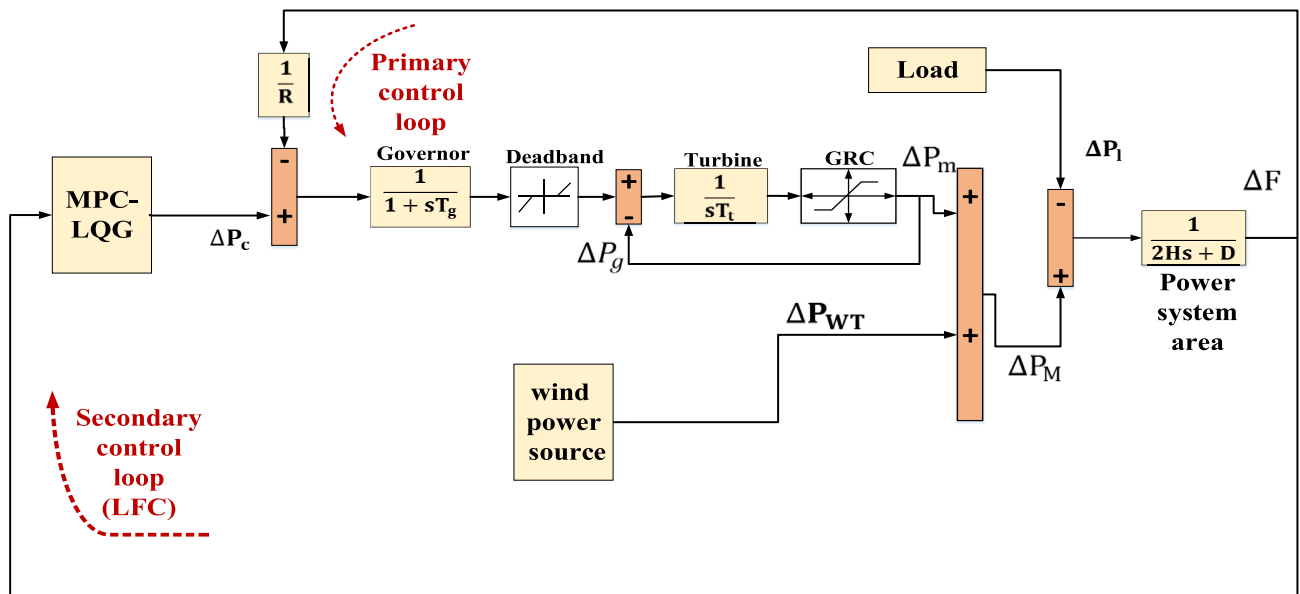 1
R
Primary
control
loop
Load
-
+
MPC-
LQG
ΔP_c
Governor
1
1 + sT_g
Deadband
+
-
ΔP_g
Turbine
1
sT_t
GRC
ΔP_m
+
+
ΔP_l
-
+
ΔF
1
2Hs + D
Power
system
area
ΔP_WT
ΔP_M
wind
power
source
Secondary
control
loop
(LFC)